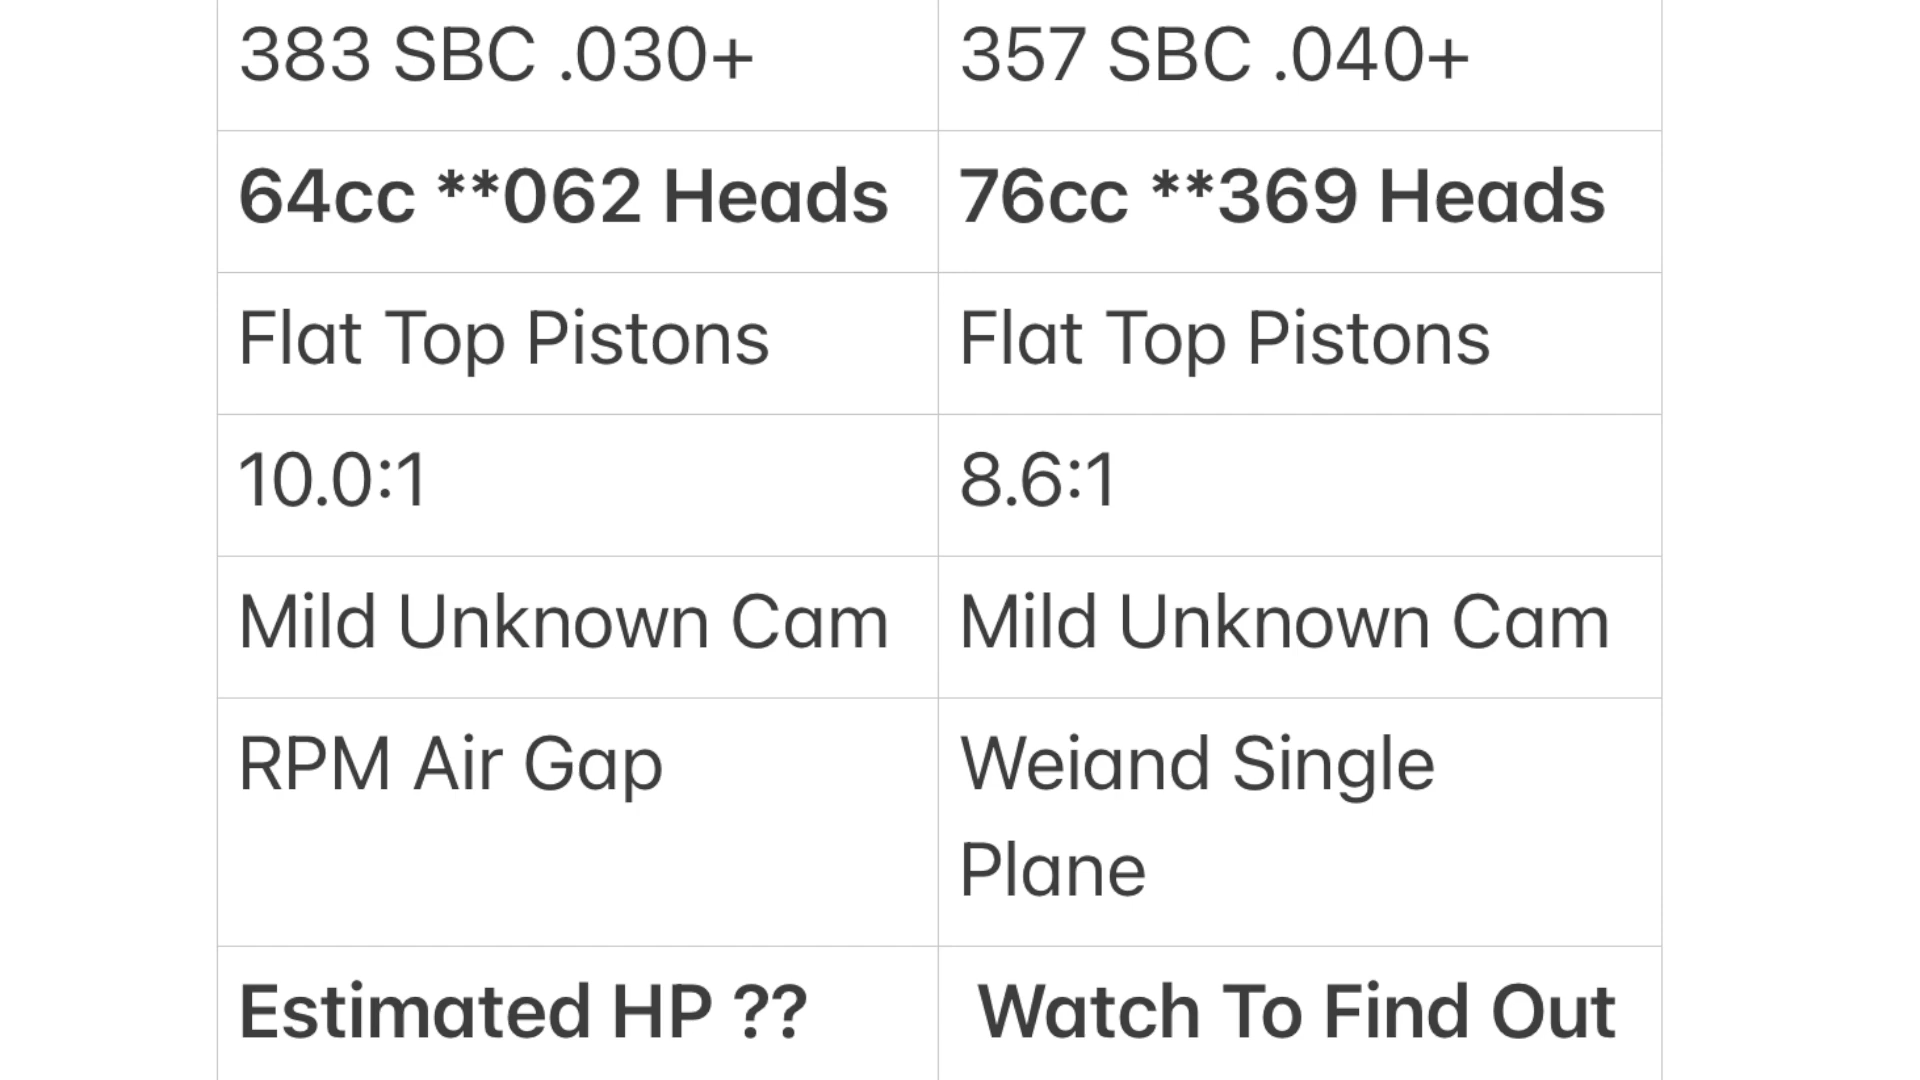 383 SBC .030+ 357 SBC .040+
64cc **062 Heads 76cc **369 Heads
Flat Top Pistons Flat Top Pistons
10.0:1 8.6:1
Mild Unknown Cam Mild Unknown Cam
RPM Air Gap Weiand Single
Plane
Estimated HP ?? Watch To Find Out